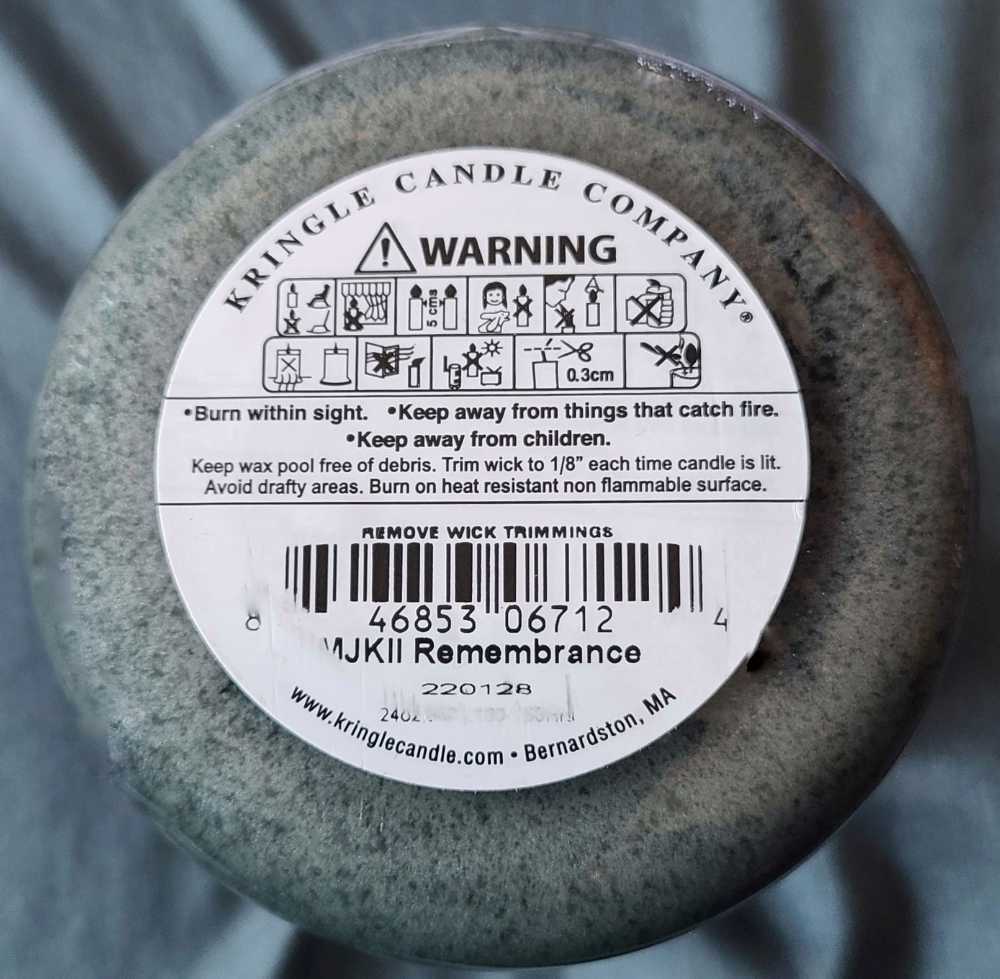 KRINGLE CANDLE COMPANY®
WARNING
5 cms
0.3cm
•Burn within sight. •Keep away from things that catch fire.
•Keep away from children.
Keep wax pool free of debris. Trim wick to 1/8" each time candle is lit.
Avoid drafty areas. Burn on heat resistant non flammable surface.
REMOVE WICK TRIMMINGS
8 46853 06712 4
MJKII Remembrance
220128
www.kringlecandle.com • Bernardston, MA